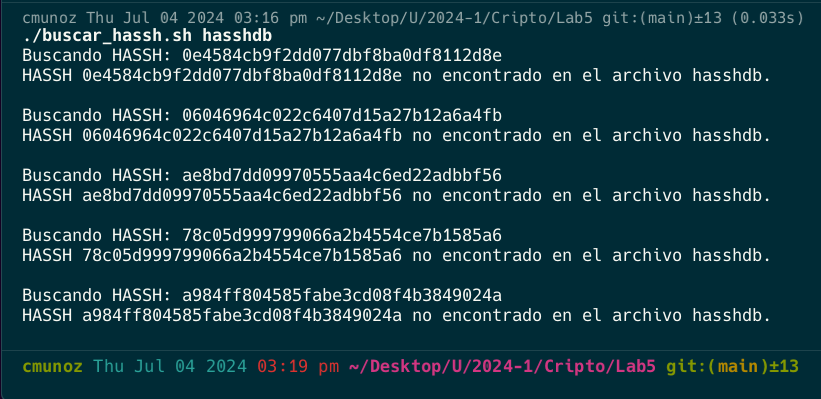 cmunoz Thu Jul 04 2024 03:16 pm ~/Desktop/U/2024-1/Cripto/Lab5 git:(main)±13 (0.033s)
./buscar_hassh.sh hasshdb
Buscando HASSH: 0e4584cb9f2dd077dbf8ba0df8112d8e
HASSH 0e4584cb9f2dd077dbf8ba0df8112d8e no encontrado en el archivo hasshdb.
Buscando HASSH: 06046964c022c6407d15a27b12a6a4fb
HASSH 06046964c022c6407d15a27b12a6a4fb no encontrado en el archivo hasshdb.
Buscando HASSH: ae8bd7dd09970555aa4c6ed22adbbf56
HASSH ae8bd7dd09970555aa4c6ed22adbbf56 no encontrado en el archivo hasshdb.
Buscando HASSH: 78c05d999799066a2b4554ce7b1585a6
HASSH 78c05d999799066a2b4554ce7b1585a6 no encontrado en el archivo hasshdb.
Buscando HASSH: a984ff804585fabe3cd08f4b3849024a
HASSH a984ff804585fabe3cd08f4b3849024a no encontrado en el archivo hasshdb.
cmunoz Thu Jul 04 2024 03:19 pm ~/Desktop/U/2024-1/Cripto/Lab5 git:(main)±13